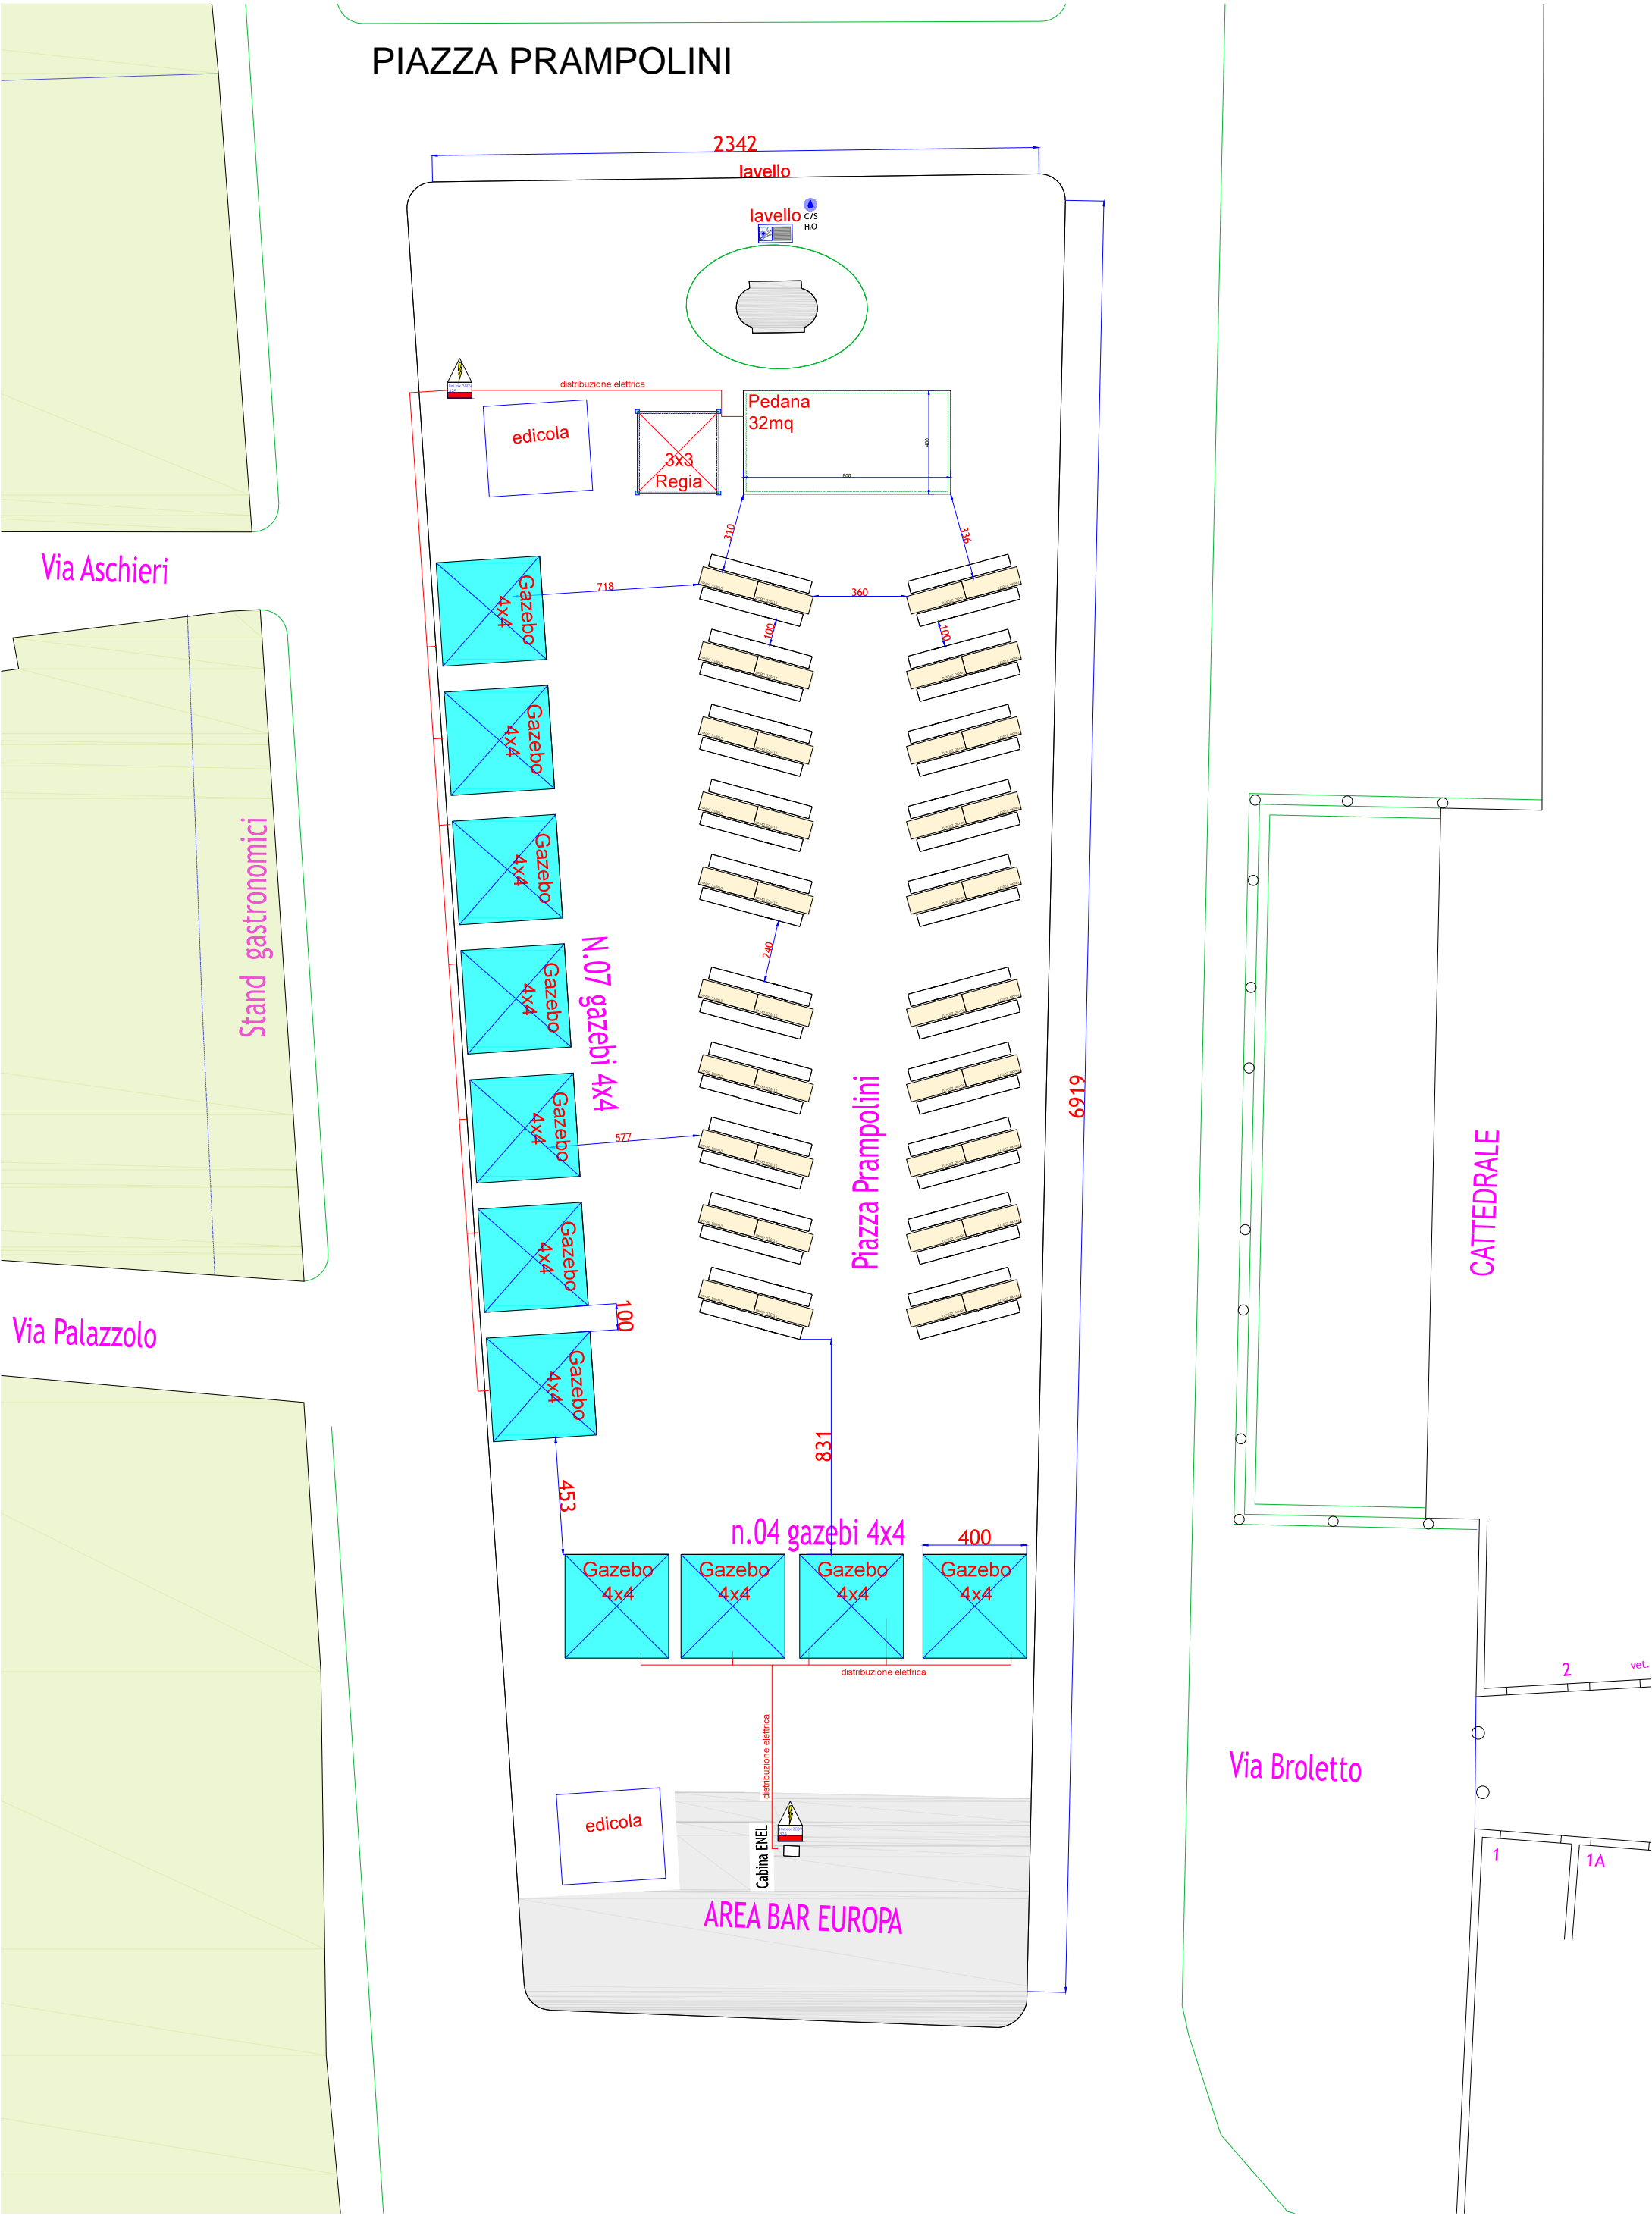 PIAZZA PRAMPOLINI
2342
lavello
lavello
C/S
H.O
distribuzione elettrica
edicola
3x3
Regia
Pedana
32mq
400
800
310
336
Via Aschieri
Gazebo
4x4
718
360
100
100
Gazebo
4x4
Gazebo
4x4
Stand gastronomici
N.07 gazebi 4x4
240
Gazebo
4x4
Piazza Prampolini
6919
Gazebo
4x4
577
CATTEDRALE
Gazebo
4x4
100
Via Palazzolo
Gazebo
4x4
453
831
n.04 gazebi 4x4
400
Gazebo
4x4
Gazebo
4x4
Gazebo
4x4
Gazebo
4x4
distribuzione elettrica
distribuzione elettrica
2
vet.
Via Broletto
edicola
Cabina ENEL
1
1A
AREA BAR EUROPA